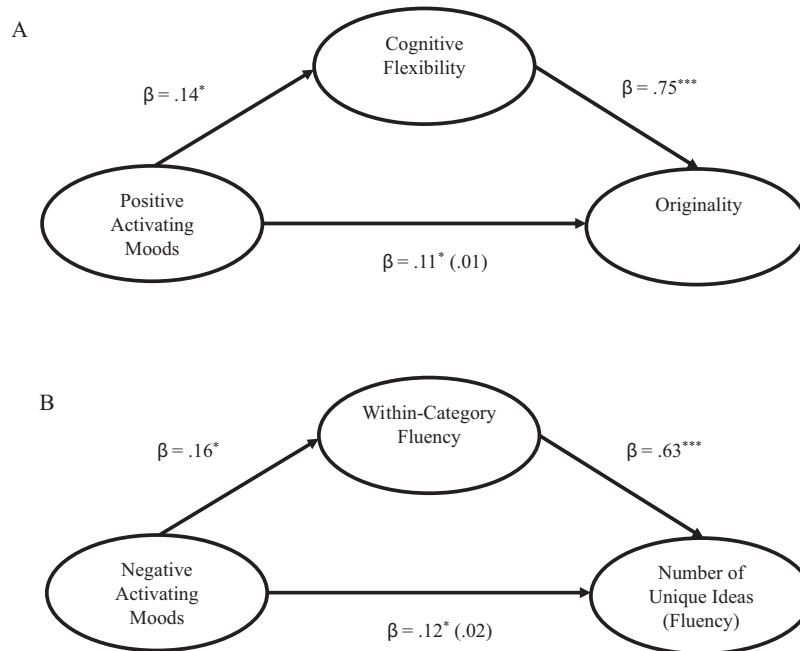 A
Cognitive
Flexibility
β = .14*
β = .75***
Positive
Activating
Moods
Originality
β = .11* (.01)
B
Within-Category
Fluency
β = .16*
β = .63***
Negative
Activating
Moods
Number of
Unique Ideas
(Fluency)
β = .12* (.02)